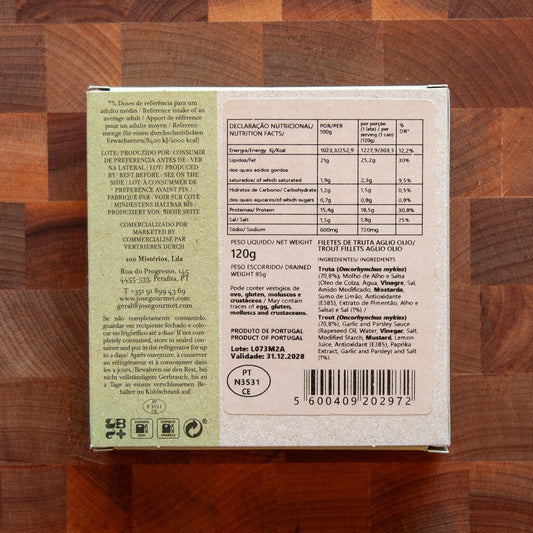 *% Doses de referência para um
adulto médio / Reference intake of
an average adult / Apport de référence
pour un adulte moyen / Referenz-
menge für einen durchschnittlichen
Erwachsenen(8400 kJ/2000 kcal)
LOTE: PRODUZIDO POR/ CONSUMIR
DE PREFERENCIA ANTES DE - VER
NA LATERAL | LOT: PRODUCED
BY/ BEST BEFORE - SEE ON THE
SIDE | LOT: À CONSUMMER DE
PREFERENCE AVANT FIN /
FABRIQUÉ PAR - VOIR SUR COTÉ
MINDESTENS HALTBAR BIS /
PRODUZIERT VON: SIEHE SEITE
COMERCIALIZADO POR
MARKETED BY
COMMERCIALISÉ PAR
VERTRIEBEN DURCH
100 Mistérios, Lda
Rua do Progresso, 145
4455 533, Perafita, PT
T +351 91 899 43 69
www.josegourmet.com
geral@josegourmet.com
Se não completamente consumido,
guardar em recipiente fechado e colo-
car no frigorífico até 2 dias/ If not com-
pletely consumed, store in sealed con-
tainer and put in the refrigerator for up
to 2 days/ Après ouverture, à conserver
au réfrigérateur et à consommer dans
les 2 jours./Bewahren sie den Rest, bei
nicht vollständigem Gerbrauch, bis zu
2 Tage in einem verschlossenen Behälter
im Kühlschrank auf
PT
N 3531
CE
DECLARAÇÃO NUTRICIONAL/
NUTRITION FACTS/
POR/PER
100g
por porção
(1 lata) / per
serving (1 can)
(120g)
%
DR*
Energia/Energy Kj/Kcal 1023,3/252,9 1227,9/303,5 12,2%
Lípidos/Fat 21g 25,2g 30%
dos quais ácidos gordos
saturados/ of which saturated 1,9g 2,3g 9,5%
Hidratos de Carbono/ Carbohydrate 1,2g 1,5g 0,5%
dos quais açucares/of which sugars 0,7g 0,8g 0,8%
Proteínas/ Protein 15,4g 18,5g 30,8%
Sal/ Salt 1,5g 1,8g 25%
Sódio/ Sodium 600mg 720mg
PESO LÍQUIDO/ NET WEIGHT
120g
PESO ESCORRIDO/ DRAINED
WEIGHT 85g
Pode conter vestígios de
ovo, gluten, moluscos e
crustáceos / May contain
traces of egg, gluten,
molluscs and crustaceans.
PRODUTO DE PORTUGAL
PRODUCT OF PORTUGAL
Lote: L073M2A
Validade: 31.12.2028
FILETES DE TRUTA AGLIO OLIO/
TROUT FILLETS AGLIO OLIO
INGREDIENTES/ INGREDIENTS/
Truta (Oncorhynchus mykiss)
(70,8%), Molho de Alho e Salsa
(Óleo de Colza, Água, Vinagre, Sal,
Amido Modificado, Mostarda,
Sumo de Limão, Antioxidante
(E385), Extrato de Pimentão,
Alho e Salsa) e Sal (1%) /
Trout (Oncorhynchus mykiss)
(70,8%), Garlic and Parsley Sauce
(Rapeseed Oil, Water, Vinegar, Salt,
Modified Starch, Mustard, Lemon
Juice, Antioxidant (E385), Paprika
Extract, Garlic and Parsley) and Salt
(1%).
PT
N3531
CE
5 600409 202972